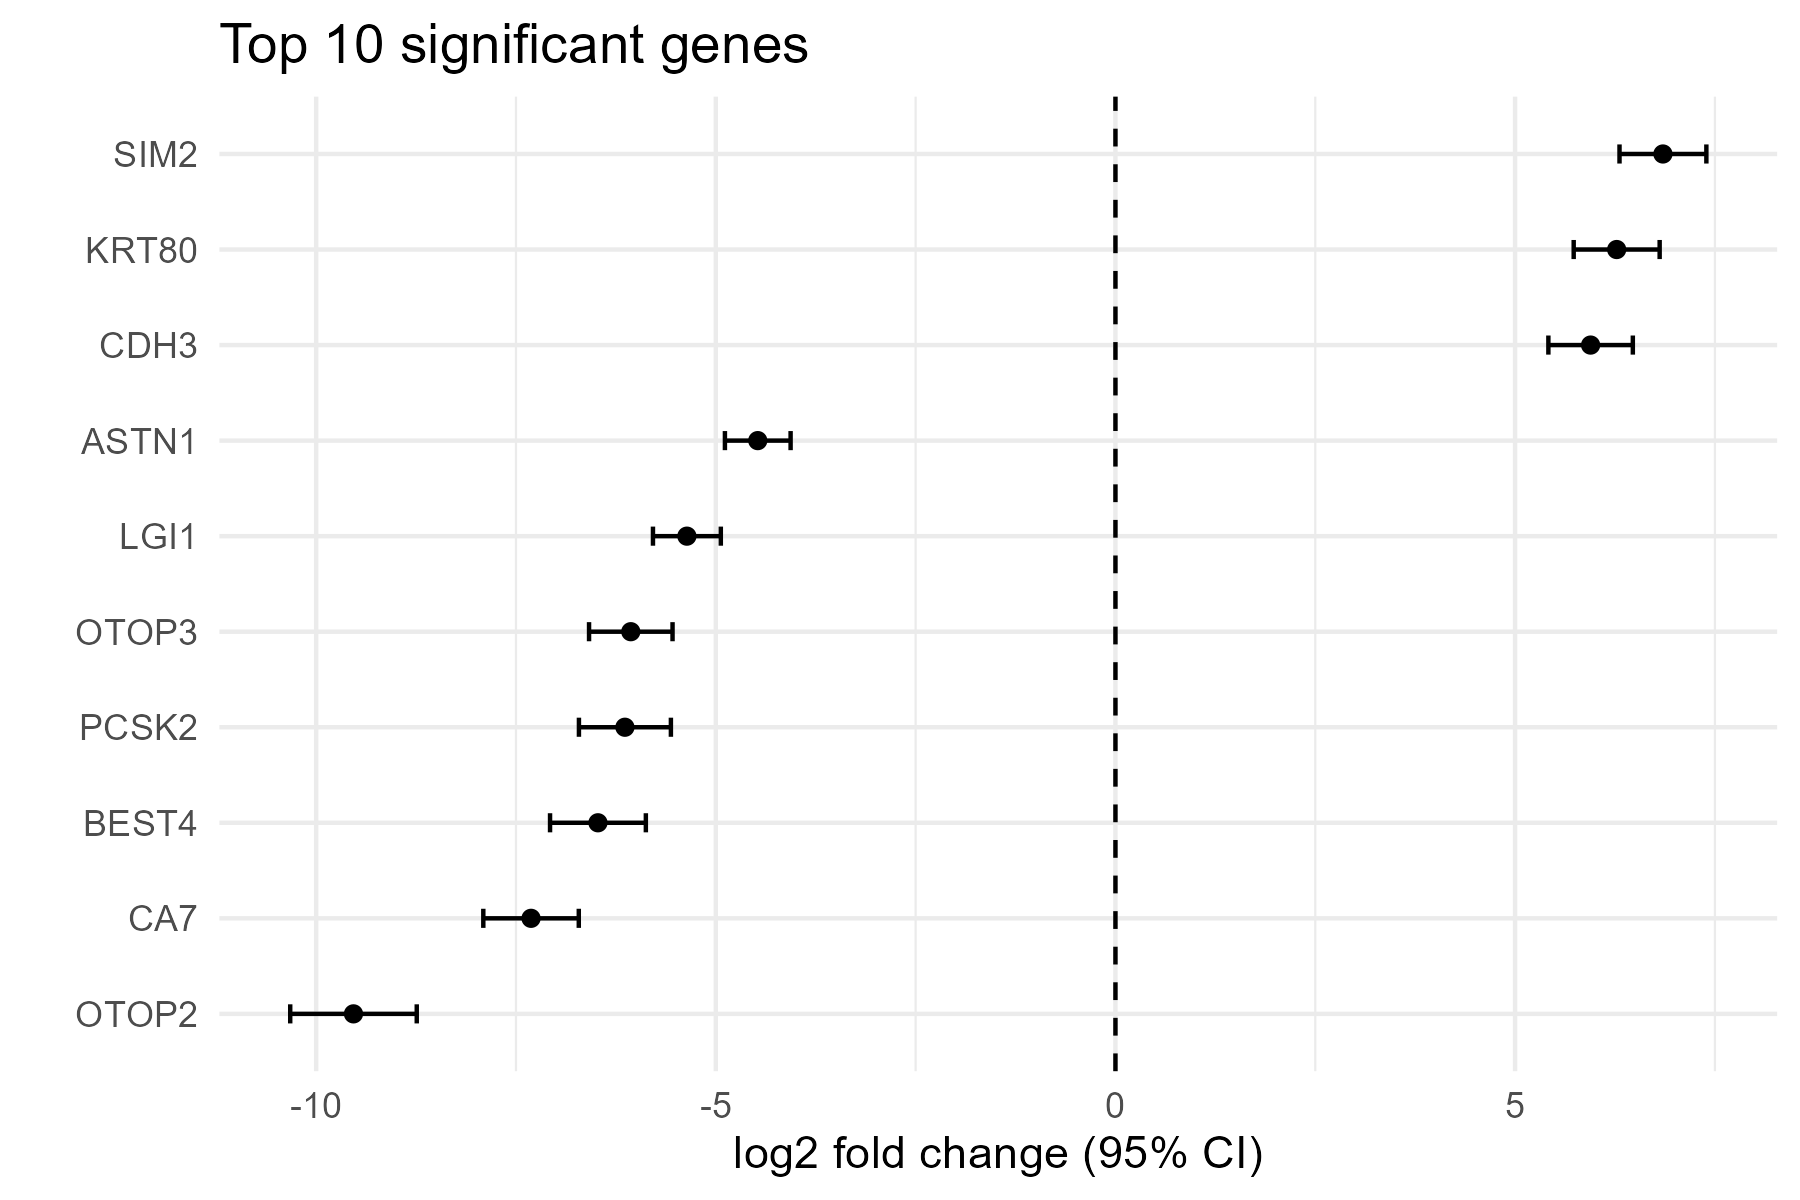 Top 10 significant genes
SIM2
KRT80
CDH3
ASTN1
LGI1
OTOP3
PCSK2
BEST4
CA7
OTOP2
-10 -5 0 5
log2 fold change (95% CI)